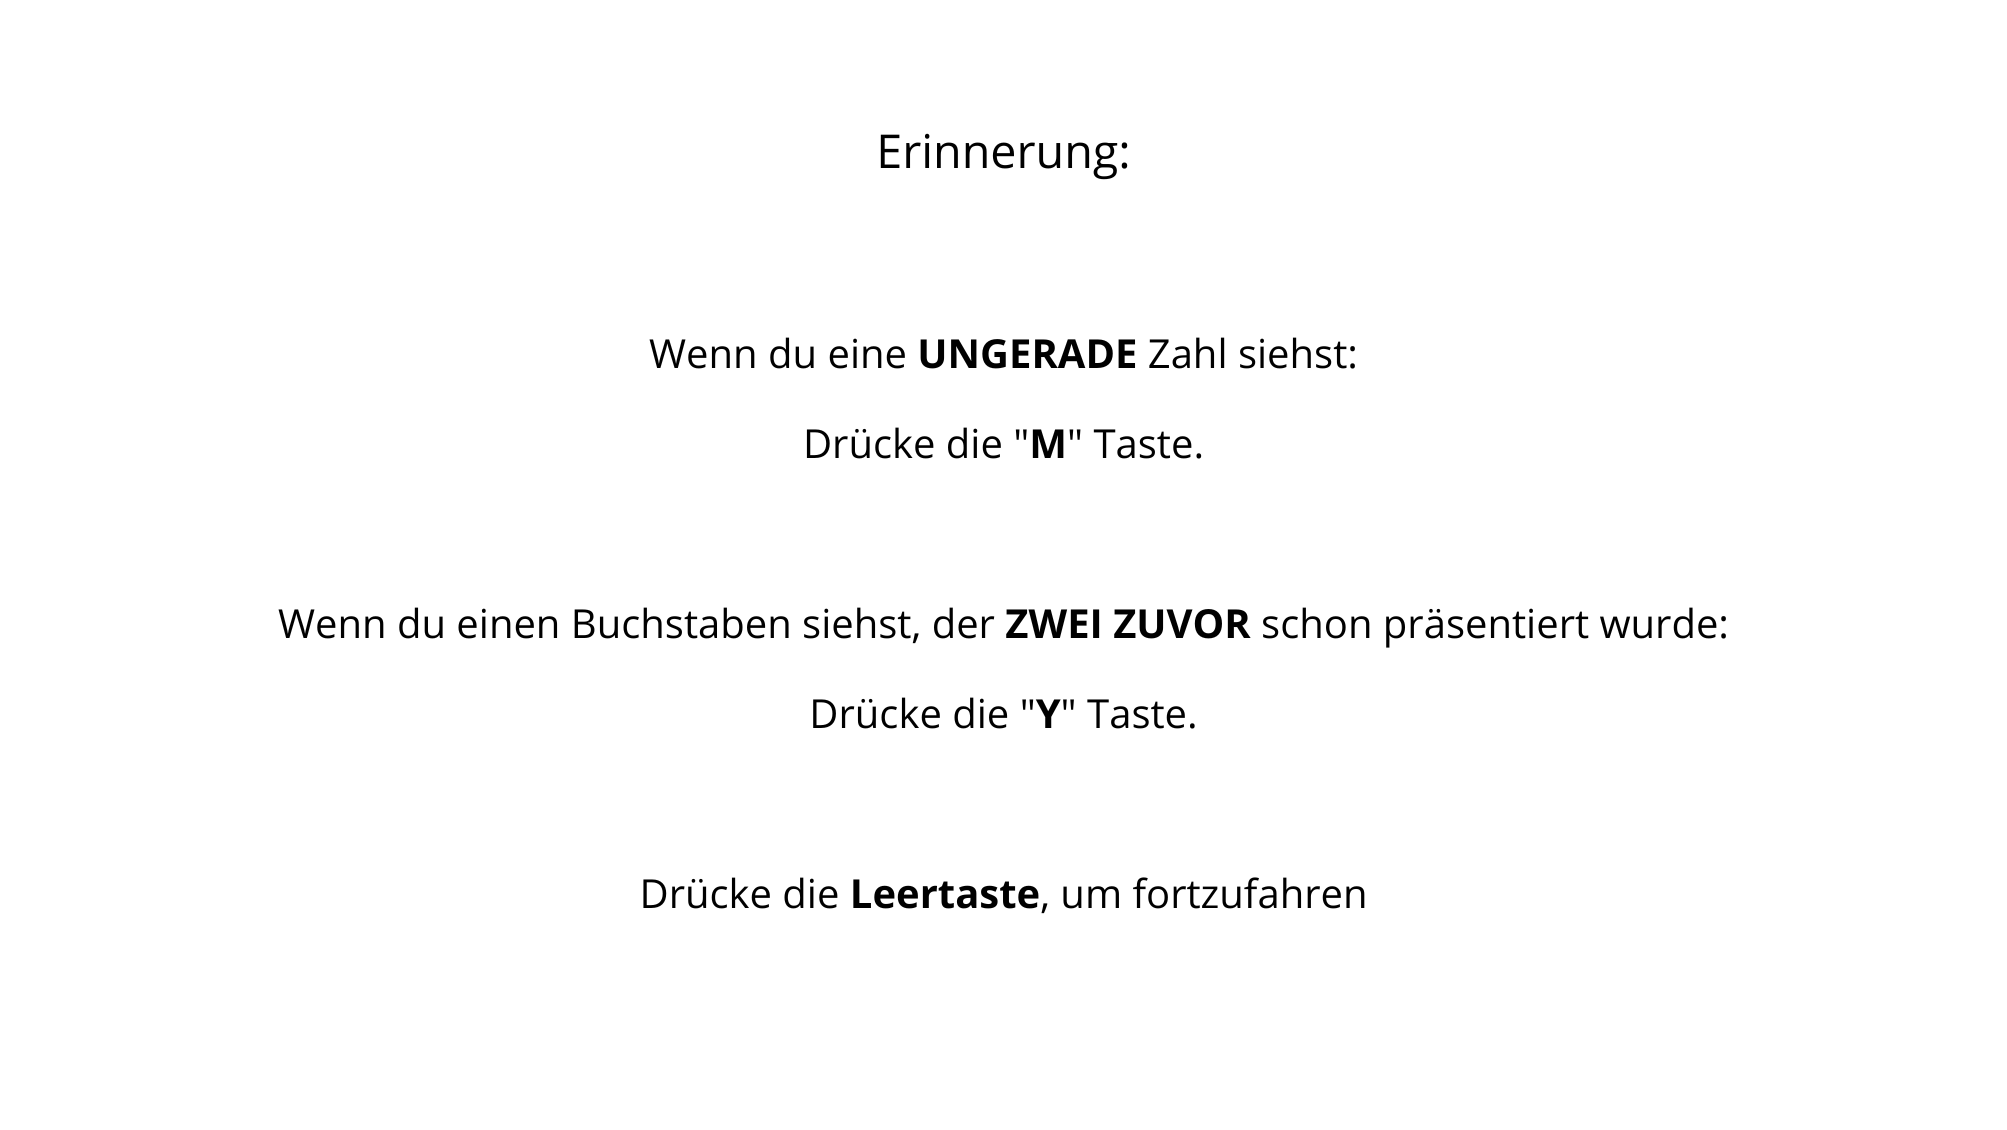 Erinnerung:
Wenn du eine UNGERADE Zahl siehst:
Drücke die "M" Taste.
Wenn du einen Buchstaben siehst, der ZWEI ZUVOR schon präsentiert wurde:
Drücke die "Y" Taste.
Drücke die Leertaste, um fortzufahren